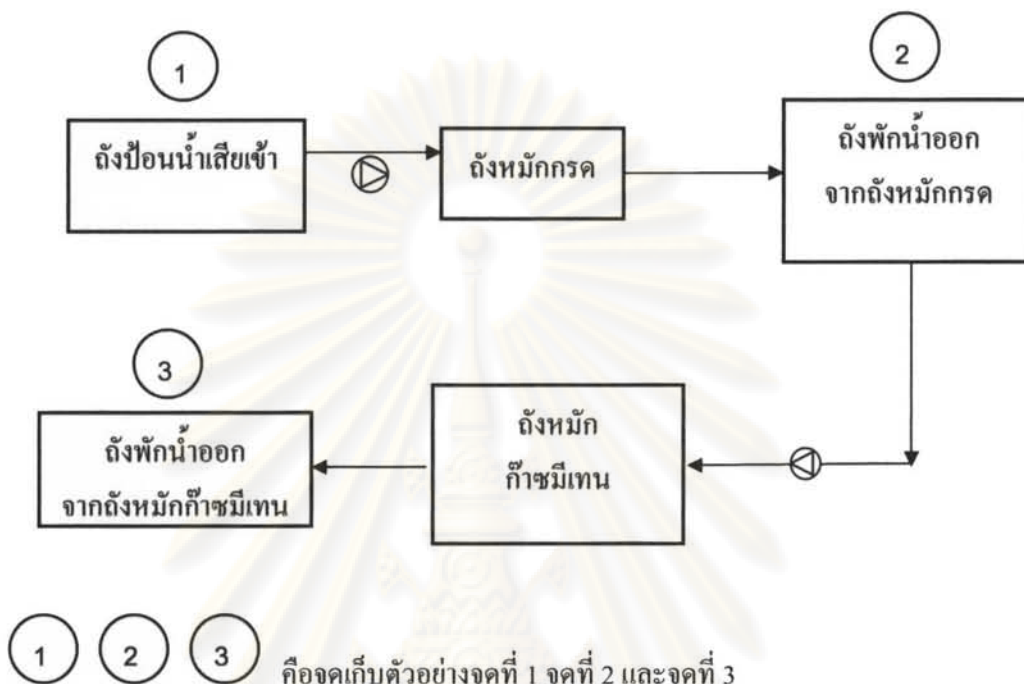 1
2
ถังป้อนน้ำเสียเข้า
ถังหมักกรด
ถังพักน้ำออก
จากถังหมักกรด
3
ถังพักน้ำออก
จากถังหมักก๊าซมีเทน
ถังหมัก
ก๊าซมีเทน
1 2 3 คือจุดเก็บตัวอย่างจุดที่ 1 จุดที่ 2 และจุดที่ 3